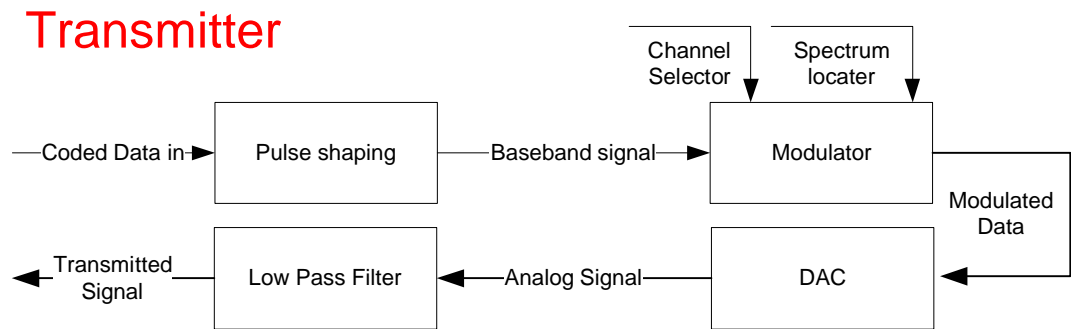 Transmitter
Channel
Selector
Spectrum
locater
Coded Data in
Pulse shaping
Baseband signal
Modulator
Modulated
Data
Transmitted
Signal
Low Pass Filter
Analog Signal
DAC